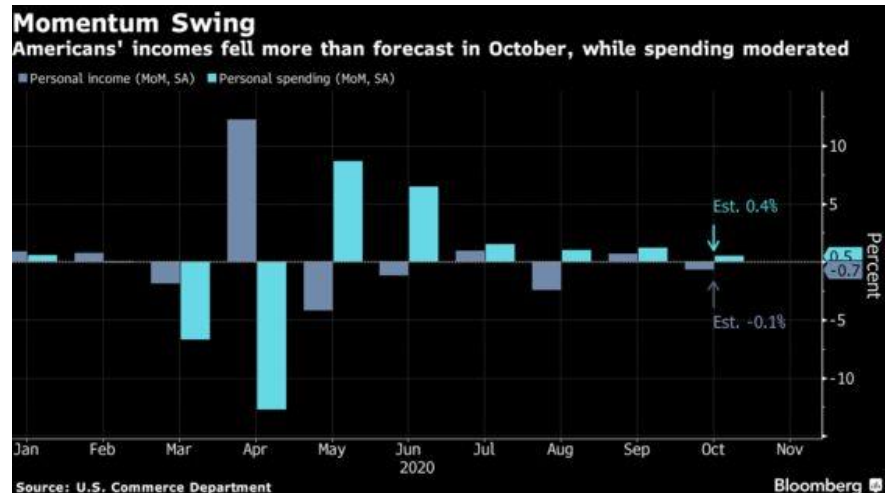 Momentum Swing
Americans' incomes fell more than forecast in October, while spending moderated
Personal income (MoM, SA) Personal spending (MoM, SA)
10
5
Est. 0.4%
0.5
-0.7
Percent
Est. -0.1%
-5
-10
Jan Feb Mar Apr May Jun Jul Aug Sep Oct Nov
2020
Source: U.S. Commerce Department
Bloomberg